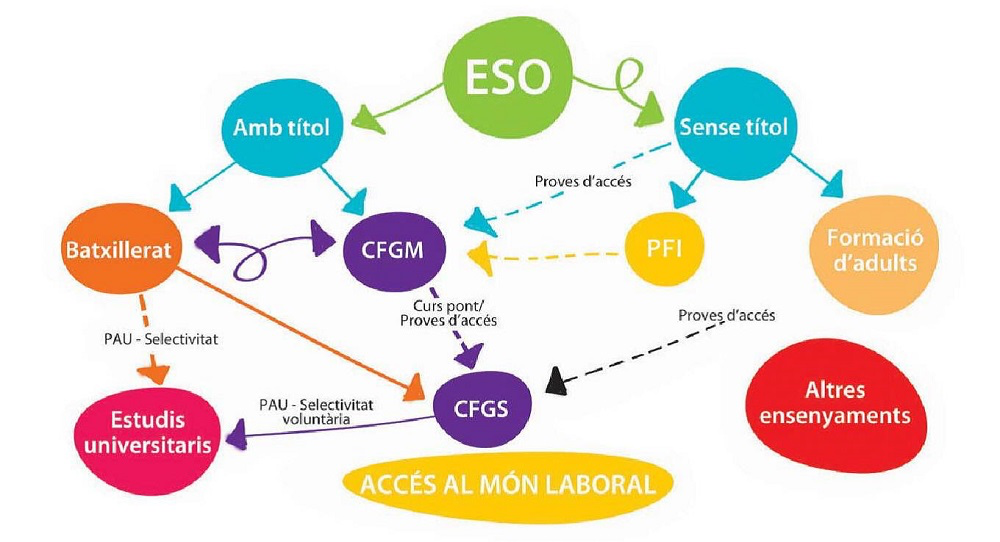 ESO
Amb títol
Sense títol
Proves d'accés
Batxillerat
CFGM
PFI
Formació
d'adults
Curs pont/
Proves d'accés
Proves d'accés
PAU - Selectivitat
Altres
ensenyaments
PAU - Selectivitat
voluntària
CFGS
Estudis
universitaris
ACCÉS AL MÓN LABORAL